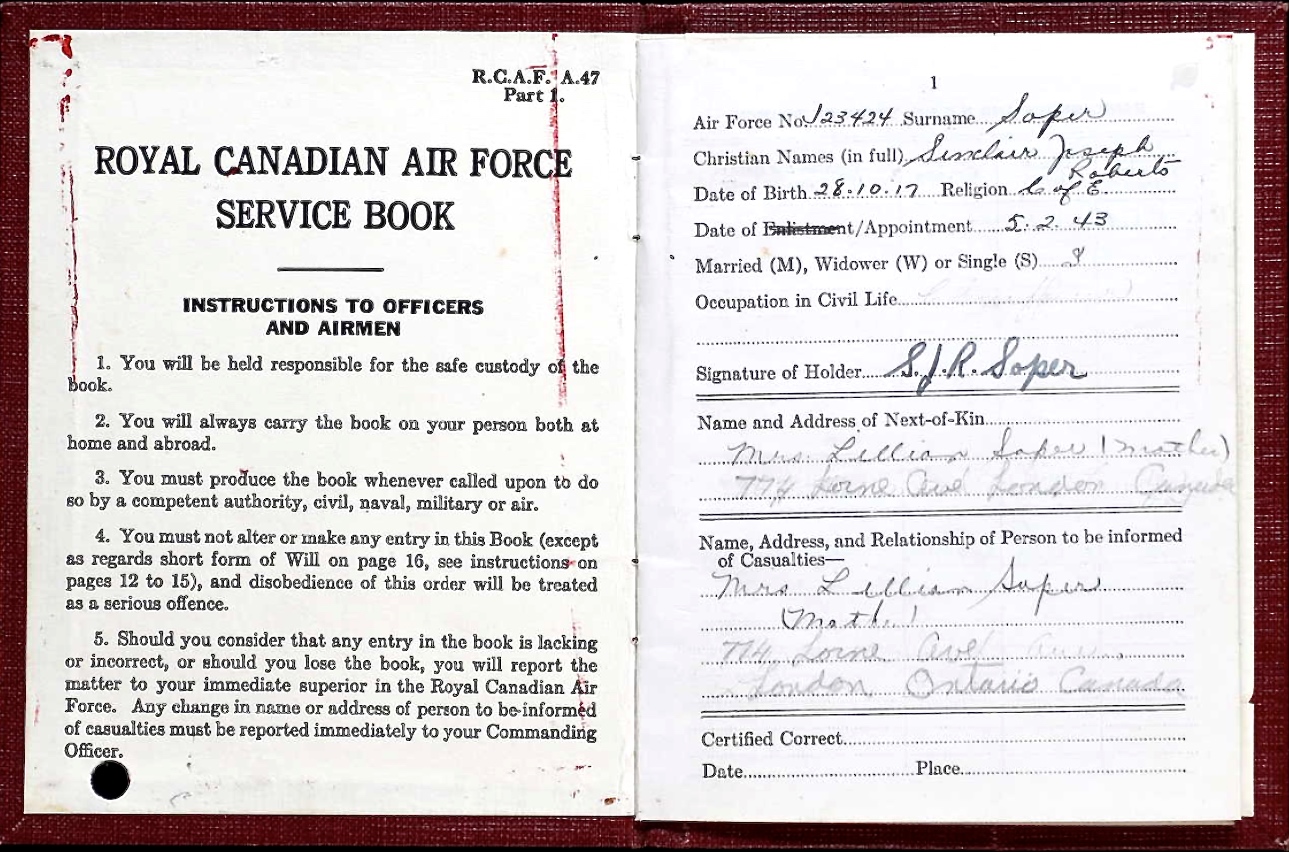 R.C.A.F. A.47
Part 1.
ROYAL CANADIAN AIR FORCE
SERVICE BOOK
INSTRUCTIONS TO OFFICERS
AND AIRMEN
1. You will be held responsible for the safe custody of the
book.
2. You will always carry the book on your person both at
home and abroad.
3. You must produce the book whenever called upon to do
so by a competent authority, civil, naval, military or air.
4. You must not alter or make any entry in this Book (except
as regards short form of Will on page 16, see instructions on
pages 12 to 15), and disobedience of this order will be treated
as a serious offence.
5. Should you consider that any entry in the book is lacking
or incorrect, or should you lose the book, you will report the
matter to your immediate superior in the Royal Canadian Air
Force. Any change in name or address of person to be informed
of casualties must be reported immediately to your Commanding
Officer.
1
Air Force No. J23424 Surname Soper
Christian Names (in full) Sinclair Joseph
Roberts
Date of Birth 28.10.17 Religion C of E
Date of Enlistment/Appointment 5.2.43
Married (M), Widower (W) or Single (S) S
Occupation in Civil Life
Signature of Holder S.J.R. Soper
Name and Address of Next-of-Kin
Mrs. Lillian Soper (Mother)
774 Lorne Ave London Canada
Name, Address, and Relationship of Person to be informed
of Casualties—
Mrs Lillian Soper
(Moth.)
774 Lorne Ave
London, Ontario Canada
Certified Correct
Date Place